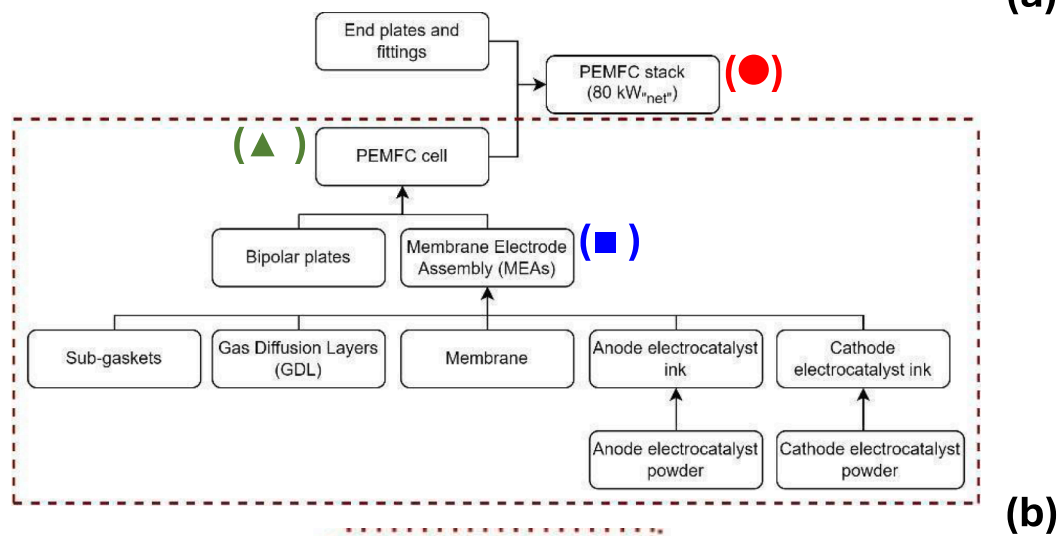 (a)
End plates and
fittings
PEMFC stack
(80 kW"net")
(●)
(▲ )
PEMFC cell
Bipolar plates
Membrane Electrode
Assembly (MEAs)
(■ )
Sub-gaskets
Gas Diffusion Layers
(GDL)
Membrane
Anode electrocatalyst
ink
Cathode
electrocatalyst ink
Anode electrocatalyst
powder
Cathode electrocatalyst
powder
(b)